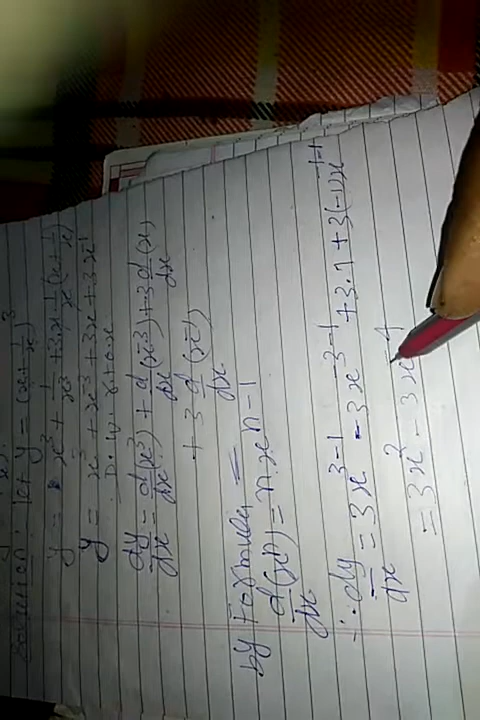 Solution: let y = (x + 1/x)^3
y = x^3 + 1/x^3 + 3x·1/x (x + 1/x)
y = x^3 + x^-3 + 3x + 3x^-1
D. w. r. to x
dy/dx = d/dx (x^3) + d/dx (x^-3) + 3 d/dx (x)
+ 3 d/dx (x^-1)
by Formula =
d/dx (x^n) = n x^n-1
∴ dy/dx = 3x^3-1 - 3x^-3-1 + 3·1 + 3(-1)x^-1-1
= 3x^2 - 3x^-4